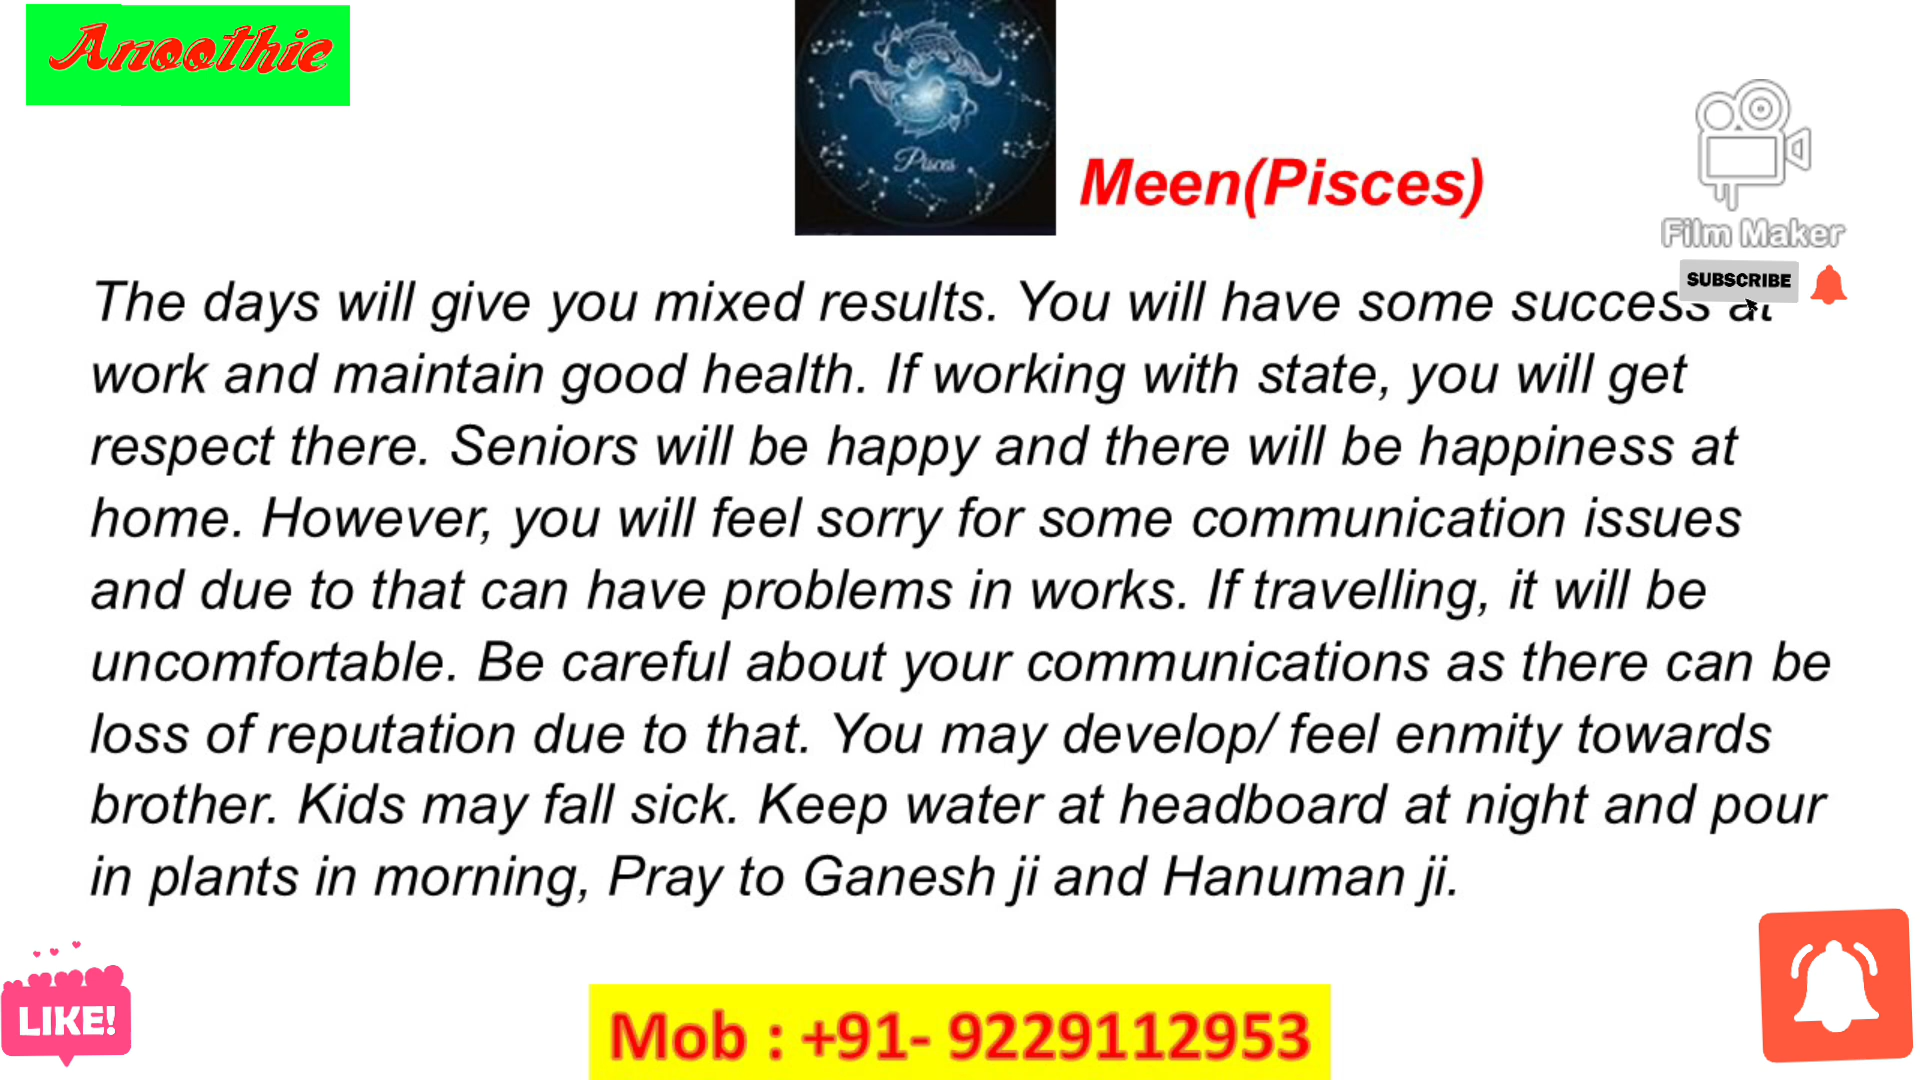 Anoothie
Pisces
Meen(Pisces)
Film Maker
SUBSCRIBE
The days will give you mixed results. You will have some success at
work and maintain good health. If working with state, you will get
respect there. Seniors will be happy and there will be happiness at
home. However, you will feel sorry for some communication issues
and due to that can have problems in works. If travelling, it will be
uncomfortable. Be careful about your communications as there can be
loss of reputation due to that. You may develop/ feel enmity towards
brother. Kids may fall sick. Keep water at headboard at night and pour
in plants in morning, Pray to Ganesh ji and Hanuman ji.
LIKE!
Mob : +91- 9229112953